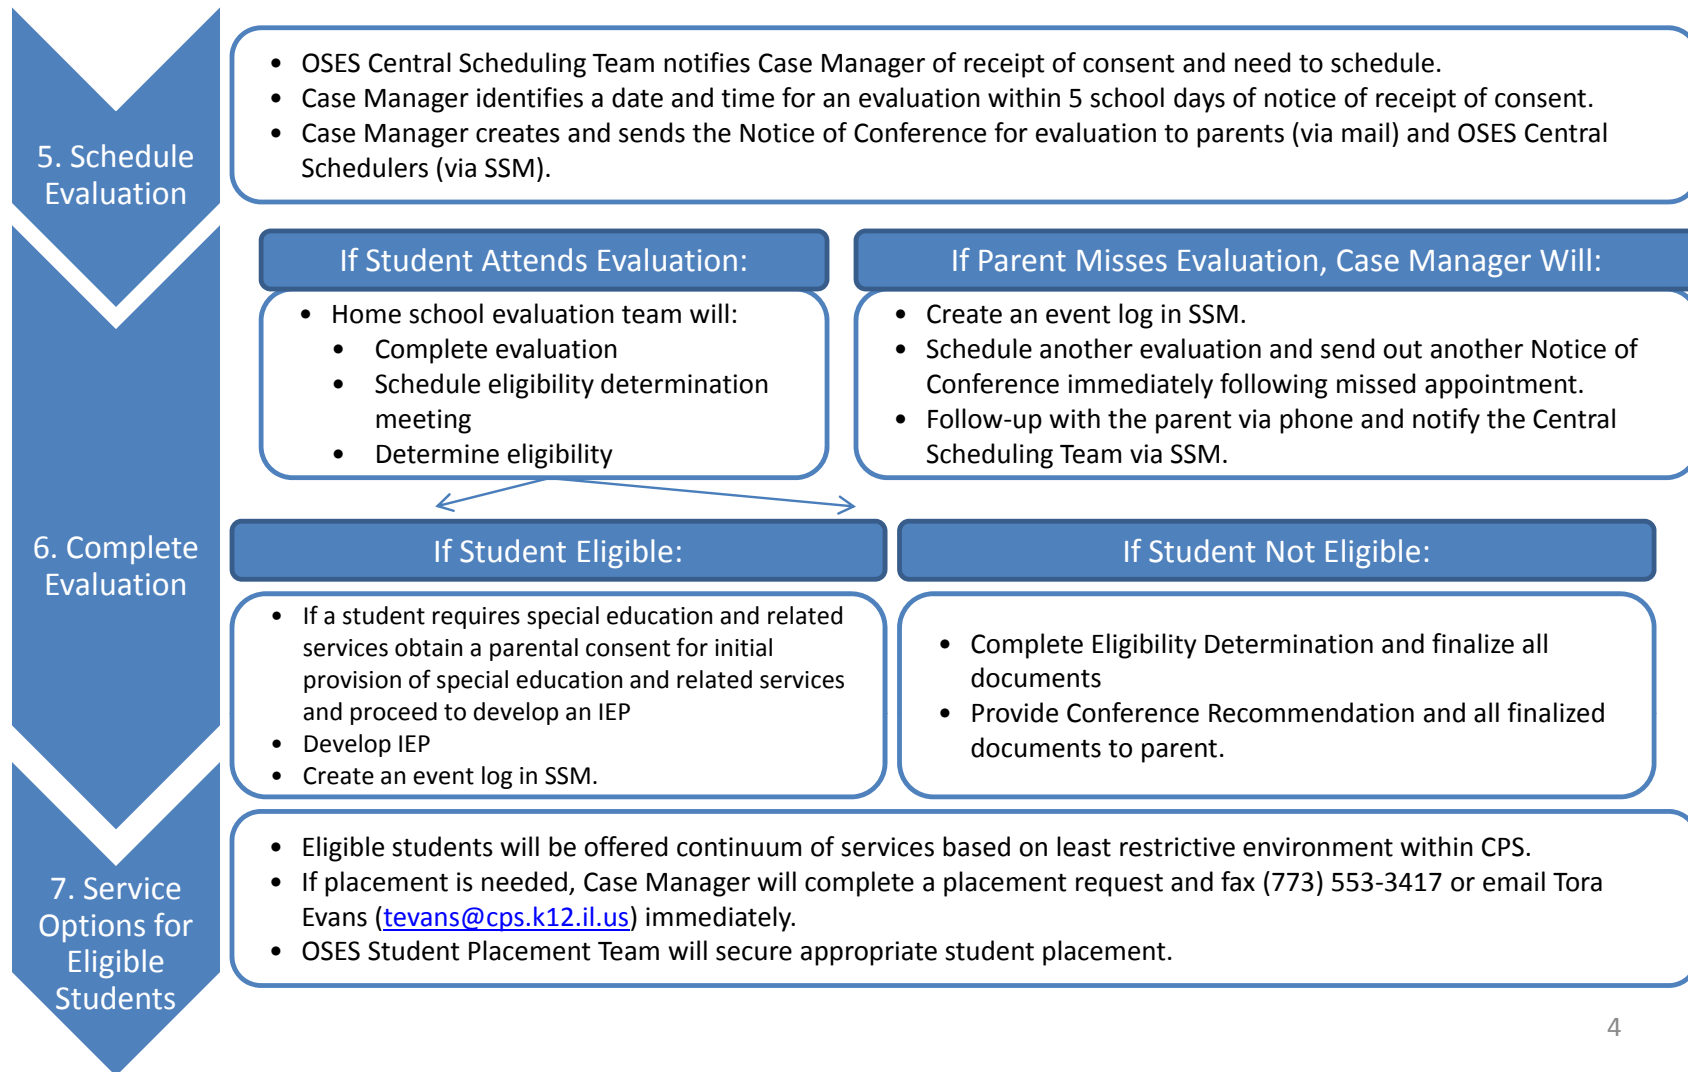 5. Schedule
Evaluation
• OSES Central Scheduling Team notifies Case Manager of receipt of consent and need to schedule.
• Case Manager identifies a date and time for an evaluation within 5 school days of notice of receipt of consent.
• Case Manager creates and sends the Notice of Conference for evaluation to parents (via mail) and OSES Central
Schedulers (via SSM).
6. Complete
Evaluation
If Student Attends Evaluation:
• Home school evaluation team will:
• Complete evaluation
• Schedule eligibility determination
meeting
• Determine eligibility
If Parent Misses Evaluation, Case Manager Will:
• Create an event log in SSM.
• Schedule another evaluation and send out another Notice of
Conference immediately following missed appointment.
• Follow-up with the parent via phone and notify the Central
Scheduling Team via SSM.
If Student Eligible:
• If a student requires special education and related
services obtain a parental consent for initial
provision of special education and related services
and proceed to develop an IEP
• Develop IEP
• Create an event log in SSM.
If Student Not Eligible:
• Complete Eligibility Determination and finalize all
documents
• Provide Conference Recommendation and all finalized
documents to parent.
7. Service
Options for
Eligible
Students
• Eligible students will be offered continuum of services based on least restrictive environment within CPS.
• If placement is needed, Case Manager will complete a placement request and fax (773) 553-3417 or email Tora
Evans (tevans@cps.k12.il.us) immediately.
• OSES Student Placement Team will secure appropriate student placement.
4